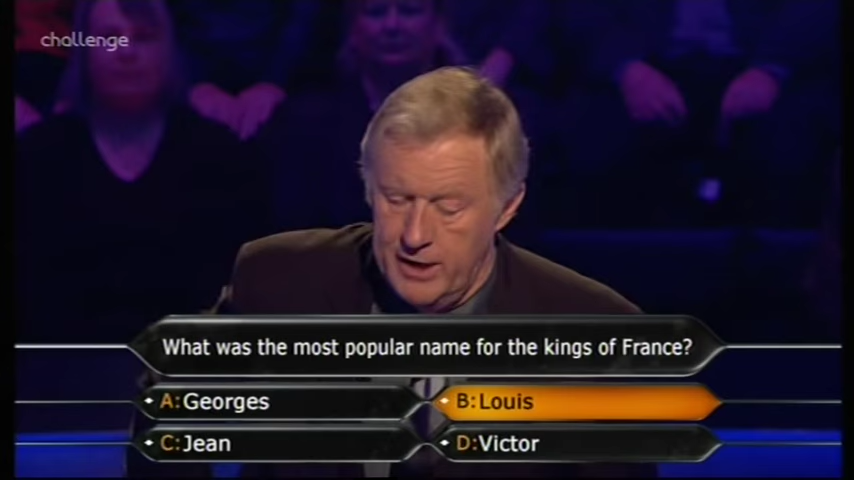 challenge
What was the most popular name for the kings of France?
A: Georges
B: Louis
C: Jean
D: Victor